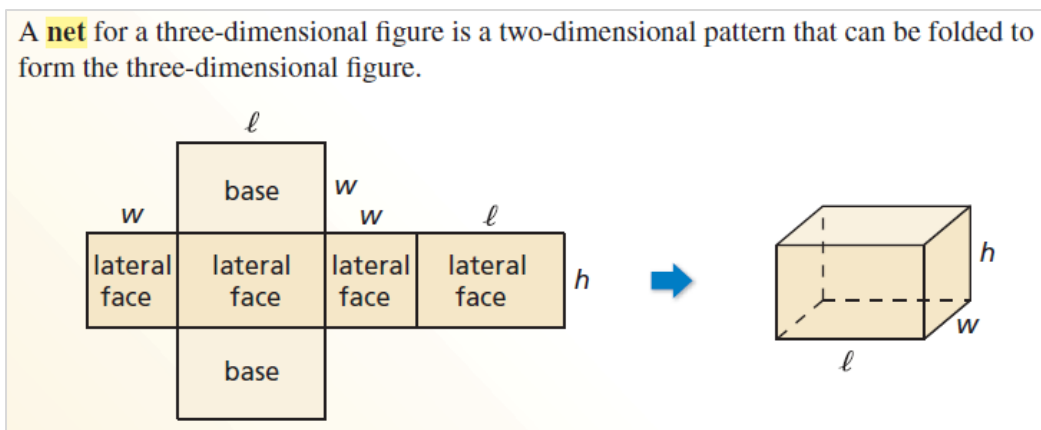 A net for a three-dimensional figure is a two-dimensional pattern that can be folded to
form the three-dimensional figure.
ℓ
base
w
w
w
ℓ
lateral
face
lateral
face
lateral
face
lateral
face
h
base
h
w
ℓ